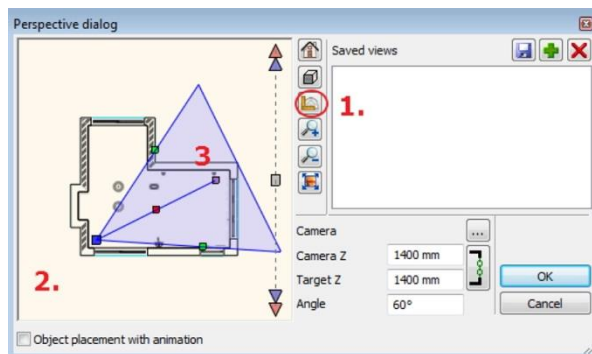 Perspective dialog
Saved views
1.
2.
3
Camera
...
Camera Z 1400 mm
Target Z 1400 mm
Angle 60°
OK
Cancel
Object placement with animation